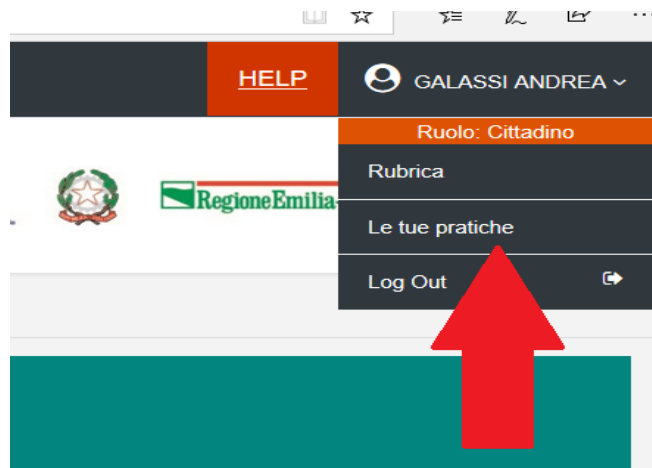 HELP
GALASSI ANDREA
Ruolo: Cittadino
RegioneEmilia-
Rubrica
Le tue pratiche
Log Out